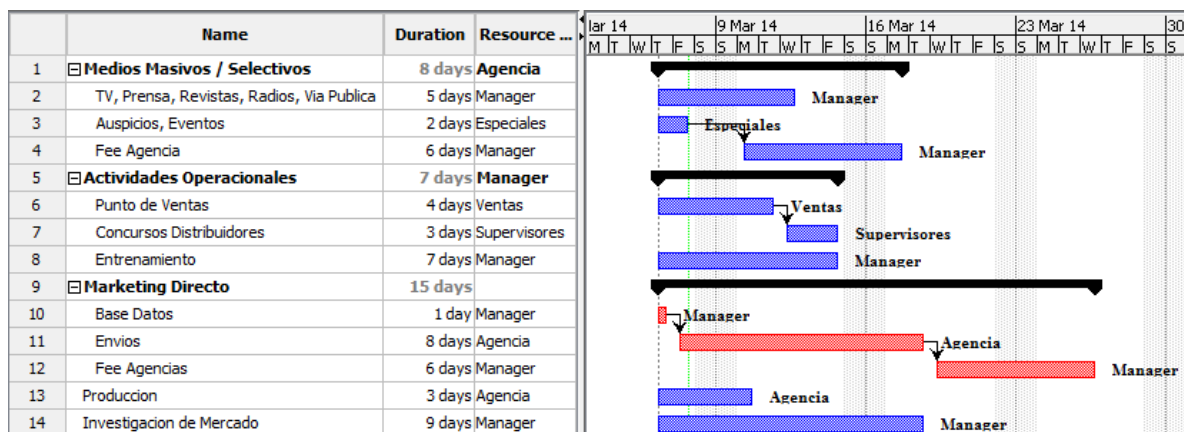 Name Duration Resource ... lar 14 9 Mar 14 16 Mar 14 23 Mar 14 30
M T W T F S S M T W T F S S M T W T F S S M T W T F S S
1 Medios Masivos / Selectivos 8 days Agencia
2 TV, Prensa, Revistas, Radios, Via Publica 5 days Manager Manager
3 Auspicios, Eventos 2 days Especiales Especiales
4 Fee Agencia 6 days Manager Manager
5 Actividades Operacionales 7 days Manager
6 Punto de Ventas 4 days Ventas Ventas
7 Concursos Distribuidores 3 days Supervisores Supervisores
8 Entrenamiento 7 days Manager Manager
9 Marketing Directo 15 days
10 Base Datos 1 day Manager Manager
11 Envios 8 days Agencia Agencia
12 Fee Agencias 6 days Manager Manager
13 Produccion 3 days Agencia Agencia
14 Investigacion de Mercado 9 days Manager Manager